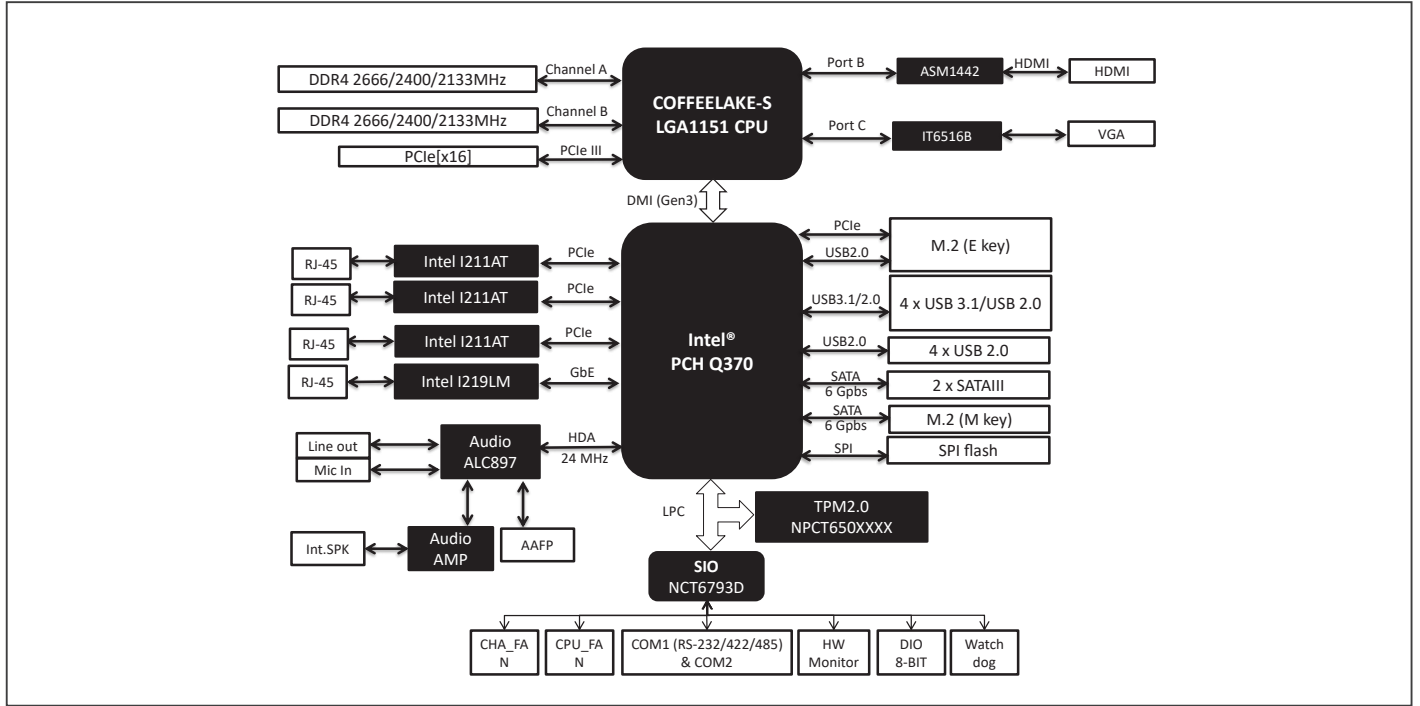 DDR4 2666/2400/2133MHz
Channel A
DDR4 2666/2400/2133MHz
Channel B
PCIe[x16]
PCIe III
COFFEELAKE-S
LGA1151 CPU
Port B
ASM1442
HDMI
HDMI
Port C
IT6516B
VGA
DMI (Gen3)
RJ-45
Intel I211AT
PCIe
RJ-45
Intel I211AT
PCIe
RJ-45
Intel I211AT
PCIe
RJ-45
Intel I219LM
GbE
Line out
Mic In
Audio
ALC897
HDA
24 MHz
Int.SPK
Audio
AMP
AAFP
Intel®
PCH Q370
PCIe
USB2.0
M.2 (E key)
USB3.1/2.0
4 x USB 3.1/USB 2.0
USB2.0
4 x USB 2.0
SATA
6 Gpbs
2 x SATAIII
SATA
6 Gpbs
M.2 (M key)
SPI
SPI flash
LPC
TPM2.0
NPCT650XXXX
SIO
NCT6793D
CHA_FA
N
CPU_FA
N
COM1 (RS-232/422/485)
& COM2
HW
Monitor
DIO
8-BIT
Watch
dog